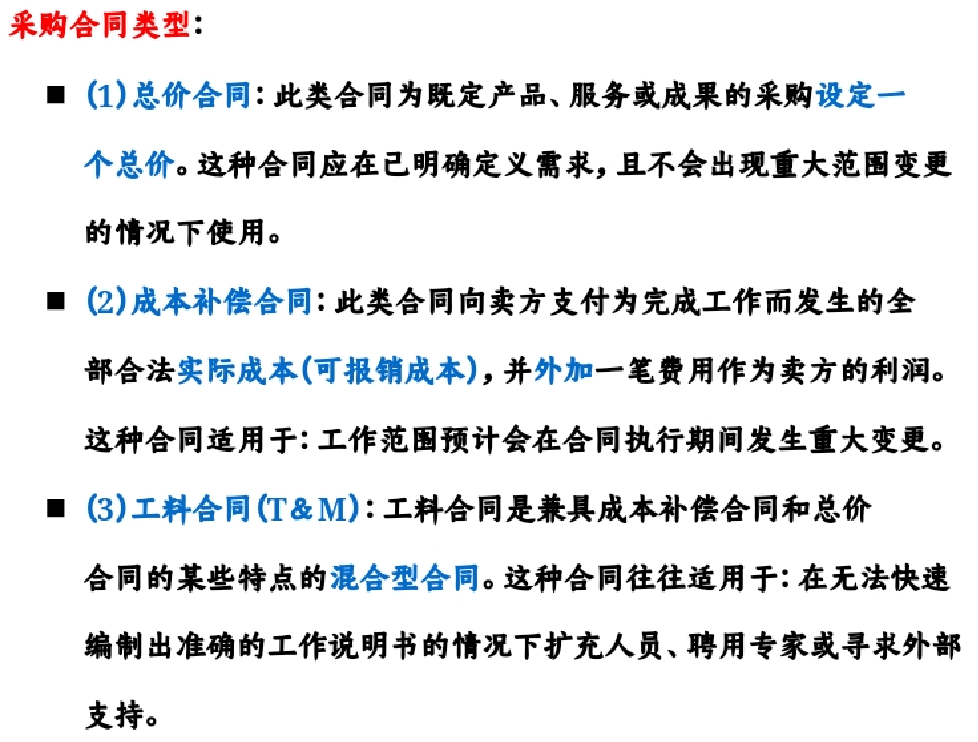 采购合同类型：
■ (1)总价合同：此类合同为既定产品、服务或成果的采购设定一
个总价。这种合同应在已明确定义需求，且不会出现重大范围变更
的情况下使用。
■ (2)成本补偿合同：此类合同向卖方支付为完成工作而发生的全
部合法实际成本(可报销成本)，并外加一笔费用作为卖方的利润。
这种合同适用于：工作范围预计会在合同执行期间发生重大变更。
■ (3)工料合同(T&M)：工料合同是兼具成本补偿合同和总价
合同的某些特点的混合型合同。这种合同往往适用于：在无法快速
编制出准确的工作说明书的情况下扩充人员、聘用专家或寻求外部
支持。